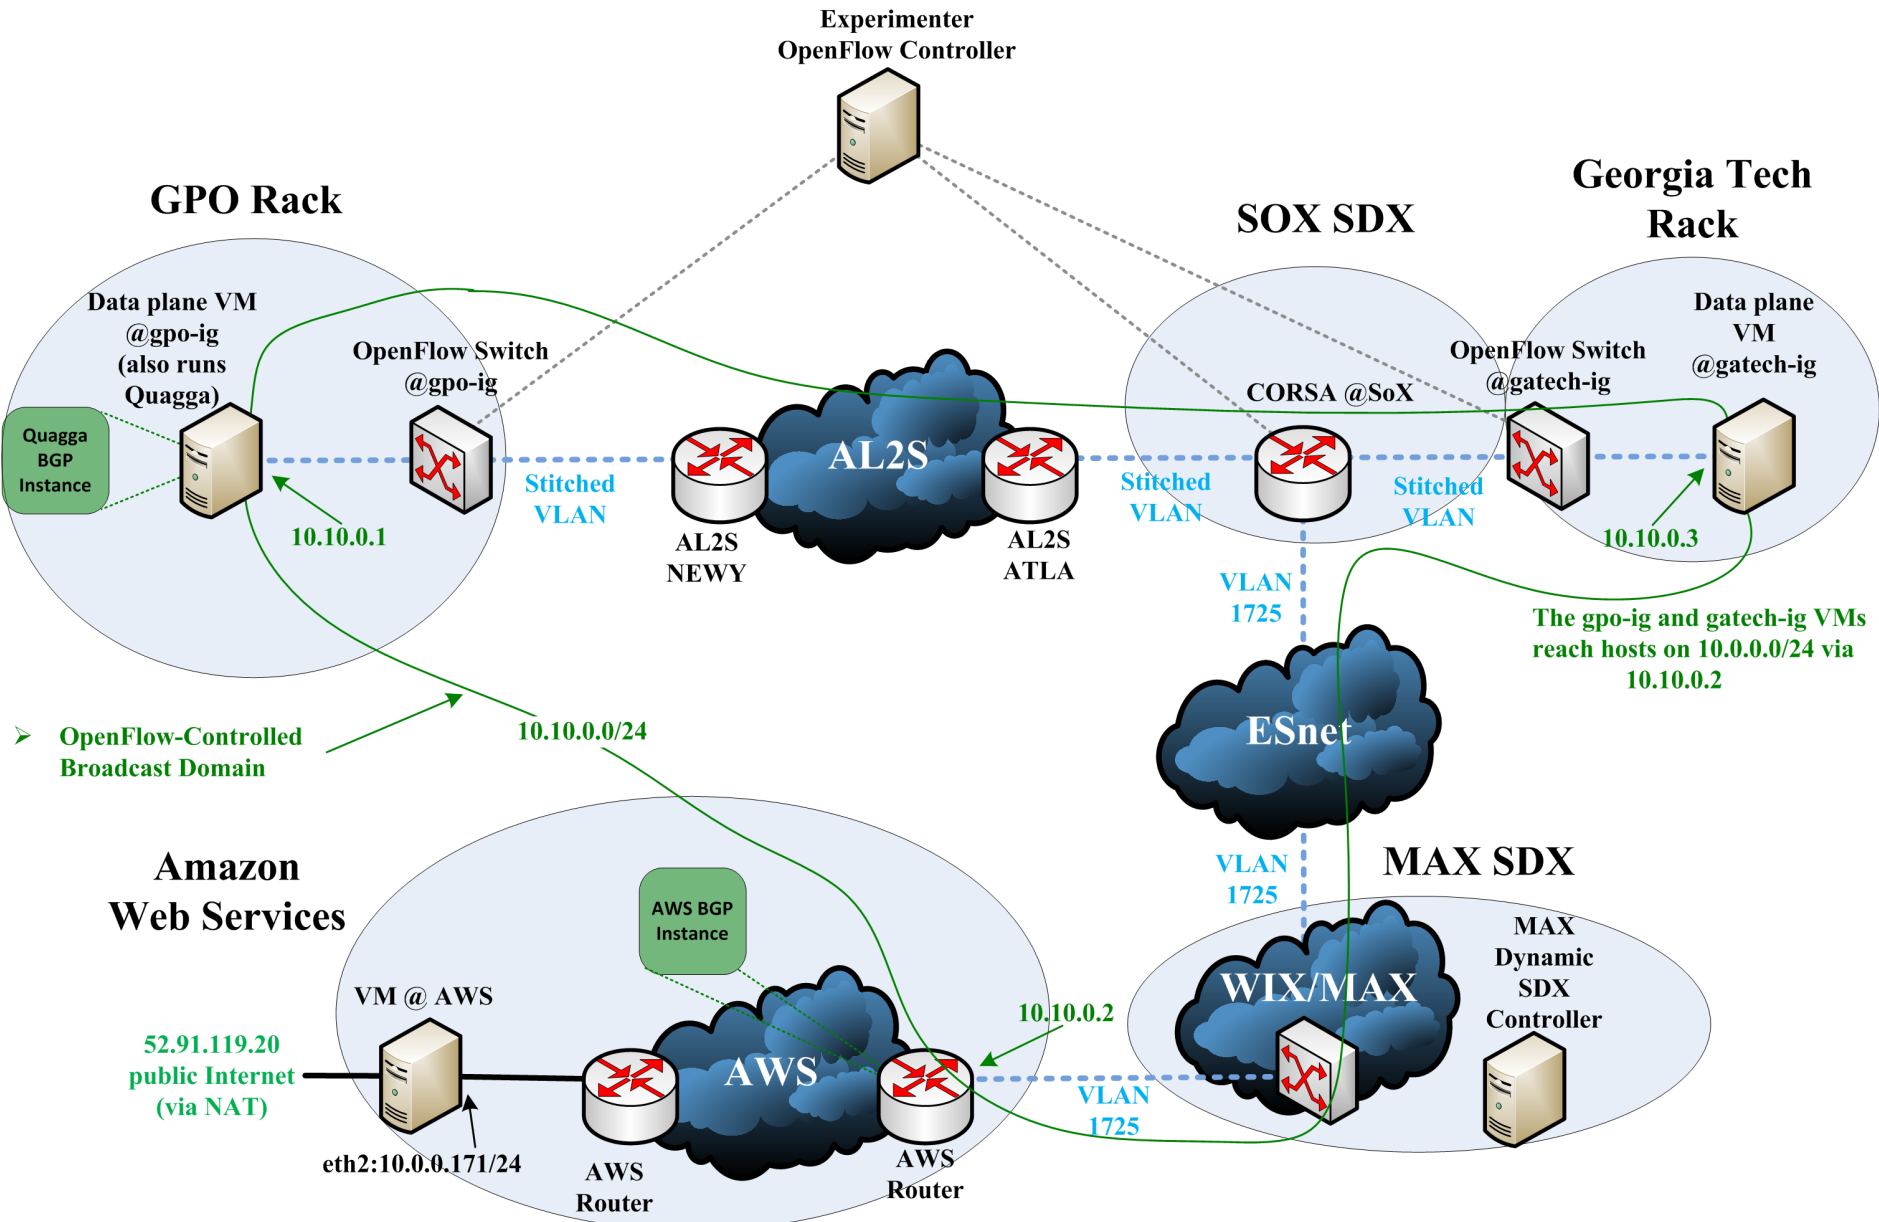 Experimenter
OpenFlow Controller
GPO Rack
SOX SDX
Georgia Tech
Rack
Data plane VM
@gpo-ig
(also runs
Quagga)
OpenFlow Switch
@gpo-ig
Quagga
BGP
Instance
10.10.0.1
Stitched
VLAN
AL2S
AL2S
NEWY
AL2S
ATLA
Stitched
VLAN
CORSA @SoX
Stitched
VLAN
OpenFlow Switch
@gatech-ig
Data plane
VM
@gatech-ig
10.10.0.3
VLAN
1725
The gpo-ig and gatech-ig VMs
reach hosts on 10.0.0.0/24 via
10.10.0.2
ESnet
➢ OpenFlow-Controlled
Broadcast Domain
10.10.0.0/24
VLAN
1725
Amazon
Web Services
MAX SDX
AWS BGP
Instance
WIX/MAX
MAX
Dynamic
SDX
Controller
VM @ AWS
52.91.119.20
public Internet
(via NAT)
eth2:10.0.0.171/24
AWS
10.10.0.2
AWS
Router
AWS
Router
VLAN
1725